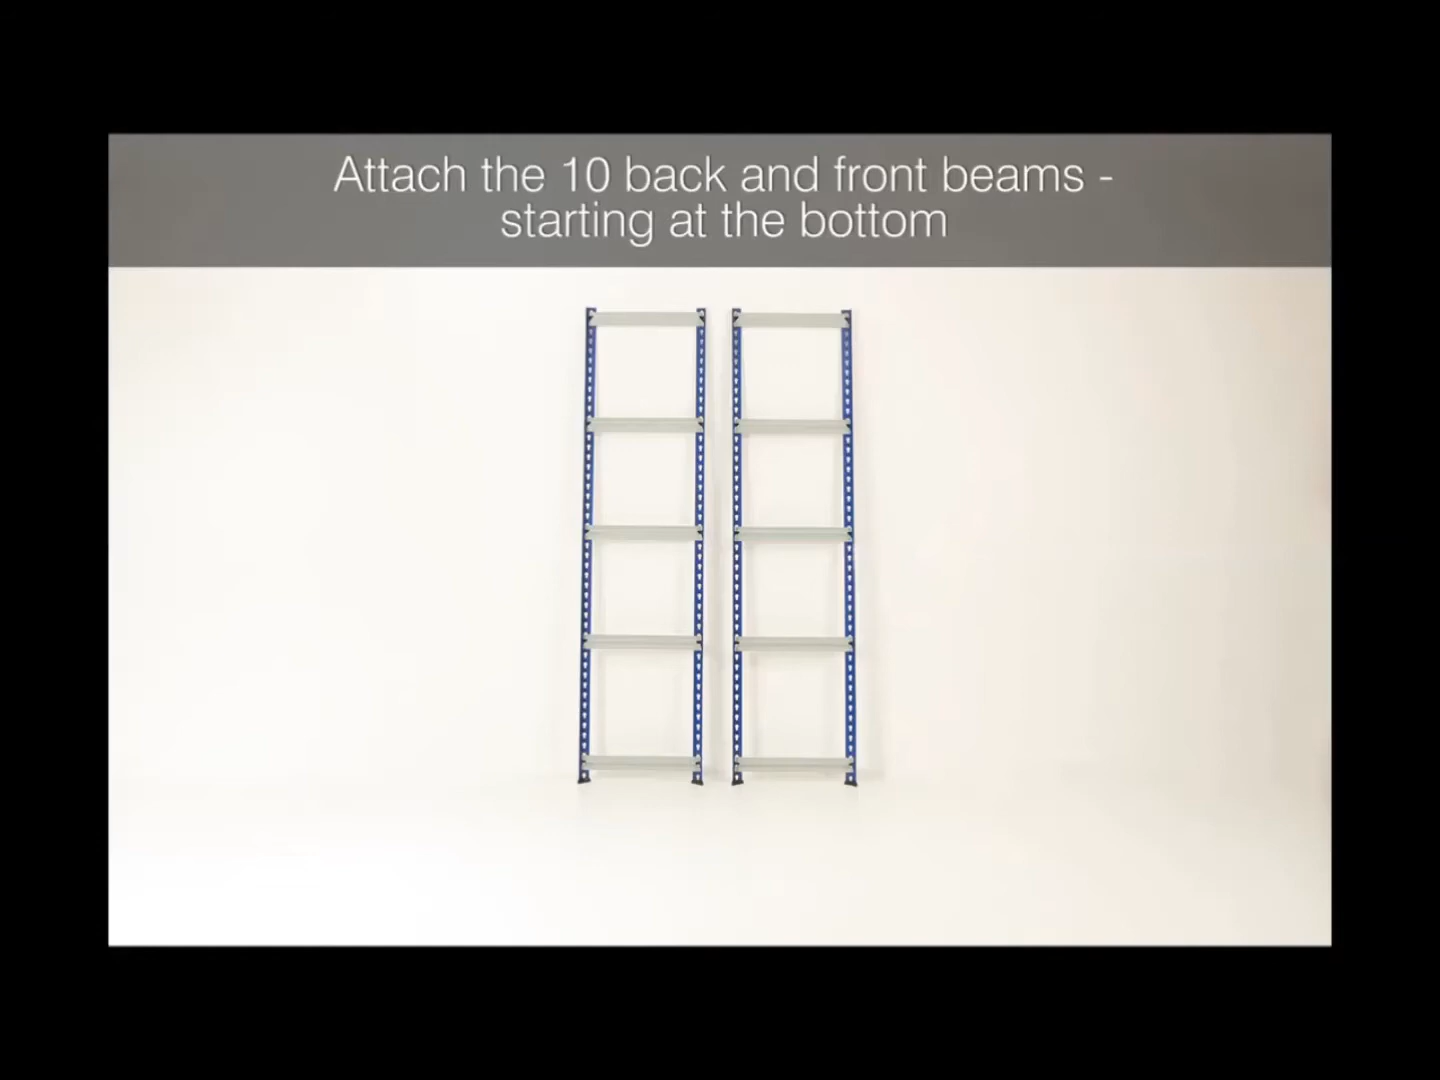 Attach the 10 back and front beams -
starting at the bottom